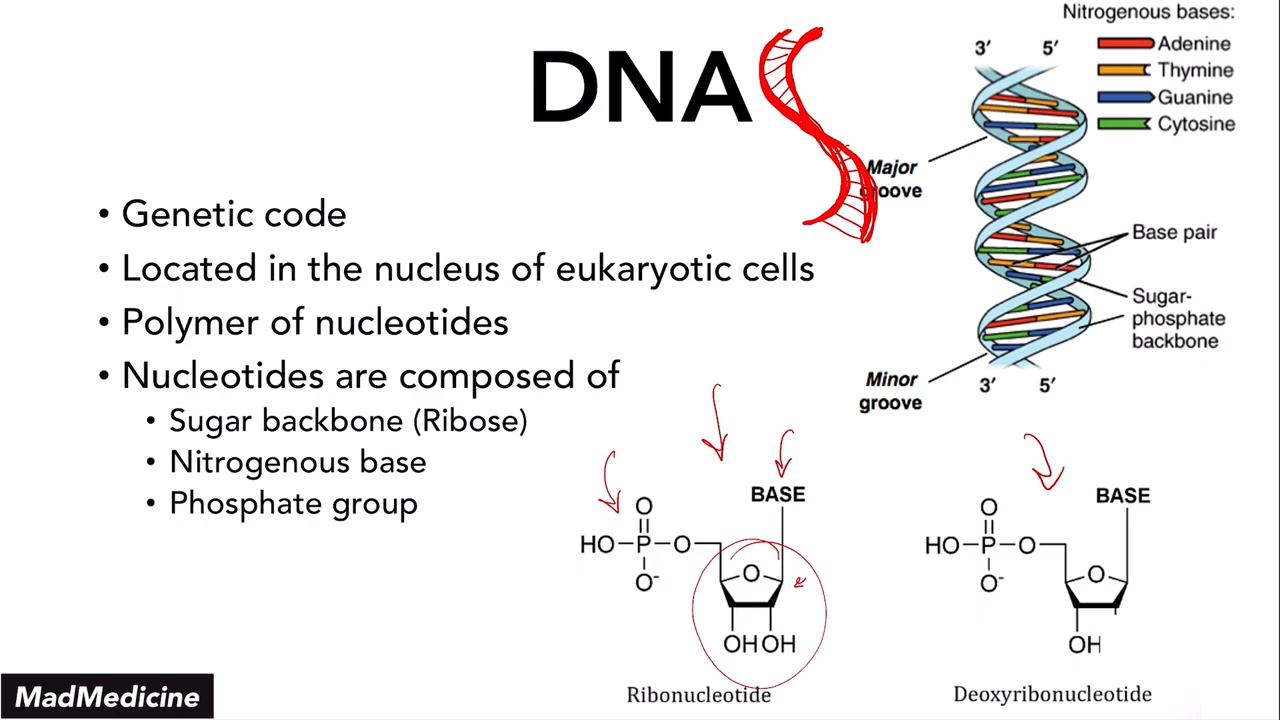 DNA
• Genetic code
• Located in the nucleus of eukaryotic cells
• Polymer of nucleotides
• Nucleotides are composed of
• Sugar backbone (Ribose)
• Nitrogenous base
• Phosphate group
Nitrogenous bases:
Adenine
Thymine
Guanine
Cytosine
3′ 5′
Major
groove
Base pair
Sugar-
phosphate
backbone
Minor
groove
3′ 5′
BASE
O
HO P O
O-
O
OH OH
Ribonucleotide
BASE
O
HO P O
O-
O
OH
Deoxyribonucleotide
MadMedicine